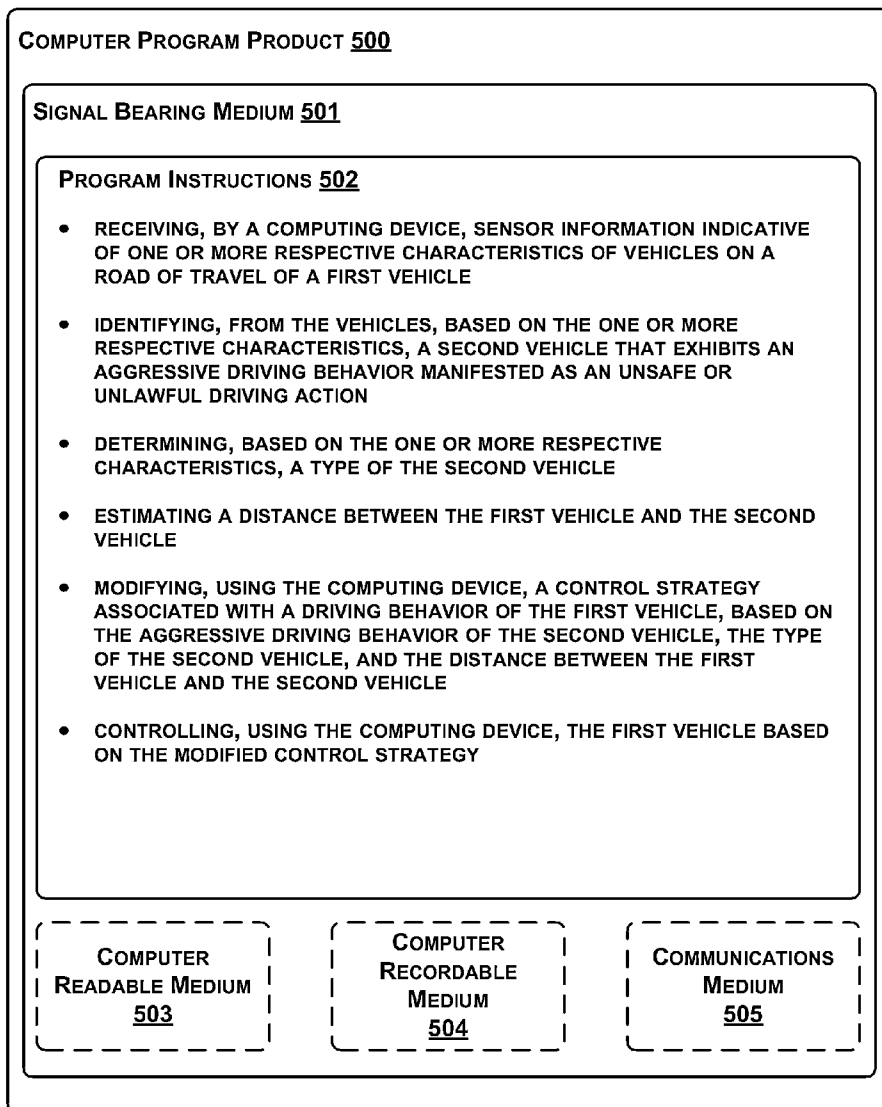 COMPUTER PROGRAM PRODUCT 500
SIGNAL BEARING MEDIUM 501
PROGRAM INSTRUCTIONS 502
• RECEIVING, BY A COMPUTING DEVICE, SENSOR INFORMATION INDICATIVE
OF ONE OR MORE RESPECTIVE CHARACTERISTICS OF VEHICLES ON A
ROAD OF TRAVEL OF A FIRST VEHICLE
• IDENTIFYING, FROM THE VEHICLES, BASED ON THE ONE OR MORE
RESPECTIVE CHARACTERISTICS, A SECOND VEHICLE THAT EXHIBITS AN
AGGRESSIVE DRIVING BEHAVIOR MANIFESTED AS AN UNSAFE OR
UNLAWFUL DRIVING ACTION
• DETERMINING, BASED ON THE ONE OR MORE RESPECTIVE
CHARACTERISTICS, A TYPE OF THE SECOND VEHICLE
• ESTIMATING A DISTANCE BETWEEN THE FIRST VEHICLE AND THE SECOND
VEHICLE
• MODIFYING, USING THE COMPUTING DEVICE, A CONTROL STRATEGY
ASSOCIATED WITH A DRIVING BEHAVIOR OF THE FIRST VEHICLE, BASED ON
THE AGGRESSIVE DRIVING BEHAVIOR OF THE SECOND VEHICLE, THE TYPE
OF THE SECOND VEHICLE, AND THE DISTANCE BETWEEN THE FIRST
VEHICLE AND THE SECOND VEHICLE
• CONTROLLING, USING THE COMPUTING DEVICE, THE FIRST VEHICLE BASED
ON THE MODIFIED CONTROL STRATEGY
COMPUTER
READABLE MEDIUM
503
COMPUTER
RECORDABLE
MEDIUM
504
COMMUNICATIONS
MEDIUM
505